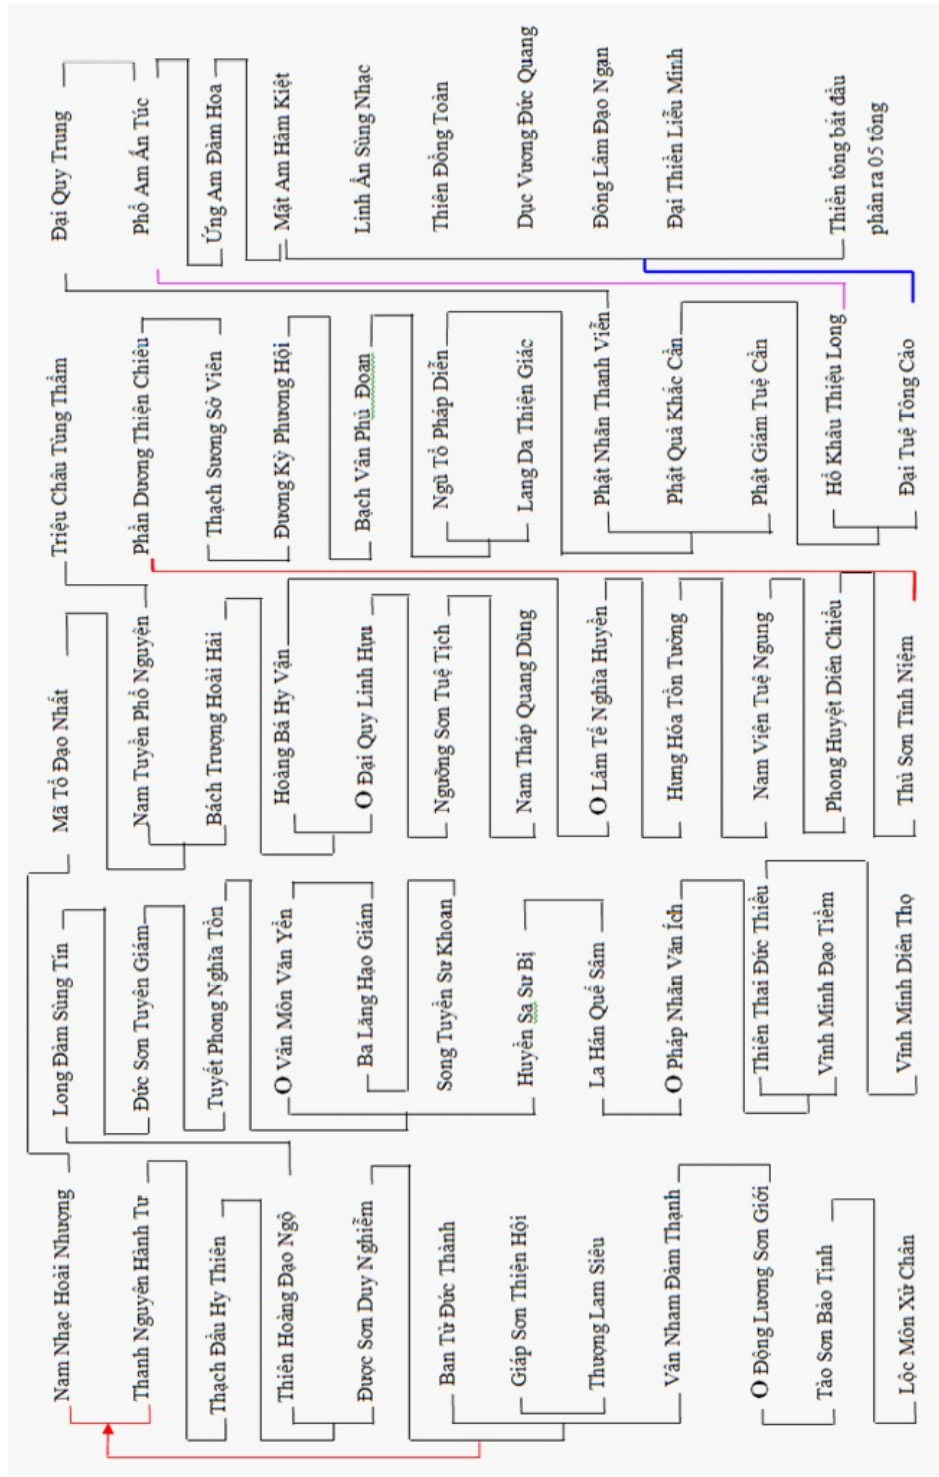 Nam Nhạc Hoài Nhượng
Thanh Nguyên Hành Tư
Thạch Đầu Hy Thiên
Thiên Hoàng Đạo Ngộ
Dược Sơn Duy Nghiễm
Ban Tử Đức Thành
Giáp Sơn Thiện Hội
Thượng Lam Siêu
Vân Nham Đàm Thạnh
O Động Lương Sơn Giới
Tào Sơn Bảo Tịnh
Lộc Môn Xử Chân
Long Đàm Sùng Tín
Đức Sơn Tuyên Giám
Tuyết Phong Nghĩa Tồn
O Vân Môn Văn Yển
Ba Lăng Hạo Giám
Song Tuyền Sư Khoan
Huyền Sa Sư Bị
La Hán Quế Sâm
O Pháp Nhãn Văn Ích
Thiên Thai Đức Thiều
Vĩnh Minh Đạo Tiềm
Vĩnh Minh Diên Thọ
Mã Tổ Đạo Nhất
Nam Tuyền Phổ Nguyện
Bách Trượng Hoài Hải
Hoàng Bá Hy Vận
O Đại Quy Linh Hựu
Ngưỡng Sơn Tuệ Tịch
Nam Tháp Quang Dũng
O Lâm Tế Nghĩa Huyền
Hưng Hóa Tồn Tưởng
Nam Viện Tuệ Ngung
Phong Huyệt Diên Chiểu
Thủ Sơn Tỉnh Niệm
Triệu Châu Tùng Thẩm
Phần Dương Thiện Chiêu
Thạch Sương Sở Viên
Dương Kỳ Phương Hội
Bạch Vân Phủ Đoan
Ngũ Tổ Pháp Diễn
Lang Da Thiện Giác
Phật Nhãn Thanh Viễn
Phật Quả Khắc Cần
Phật Giám Tuệ Cần
Hổ Khâu Thiệu Long
Đại Tuệ Tông Cảo
Đại Quy Trung
Phổ Am Ấn Túc
Ứng Am Đàm Hoa
Mật Am Hàm Kiệt
Linh Ẩn Sùng Nhạc
Thiên Đồng Toàn
Dục Vương Đức Quang
Đông Lâm Đạo Ngan
Đại Thiền Liễu Minh
Thiền tông bắt đầu
phân ra 05 tông